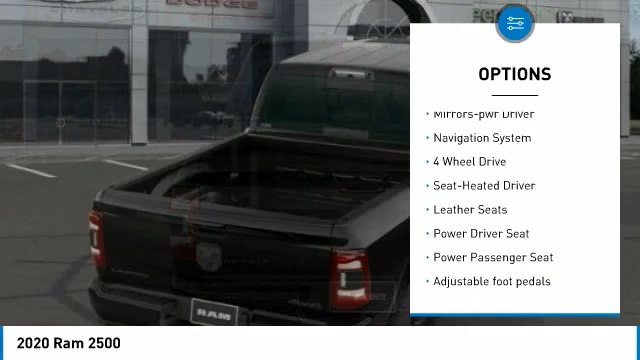 DODGE
OPTIONS
Mirrors-pwr Driver
Navigation System
4 Wheel Drive
Seat-Heated Driver
Leather Seats
Power Driver Seat
Power Passenger Seat
Adjustable foot pedals
RAM
2020 Ram 2500